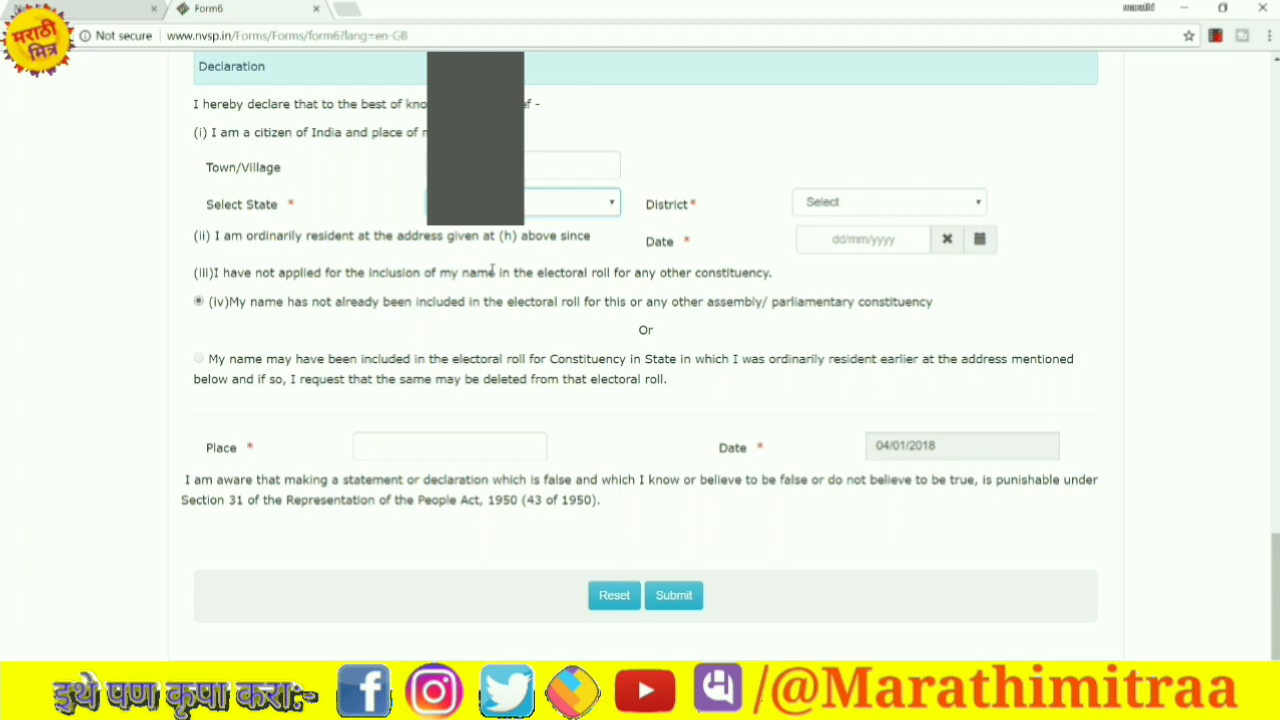 Form6
मराठी
मित्र
Not secure
www.nvsp.in/Forms/Forms/form6?lang=en-GB
Declaration
I hereby declare that to the best of -
(i) I am a citizen of India and place of
Town/Village
Select State *
District *
Select
(ii) I am ordinarily resident at the address given at (h) above since
Date *
dd/mm/yyyy
(iii)I have not applied for the inclusion of my name in the electoral roll for any other constituency.
(iv)My name has not already been included in the electoral roll for this or any other assembly/ parliamentary constituency
Or
My name may have been included in the electoral roll for Constituency in State in which I was ordinarily resident earlier at the address mentioned
below and if so, I request that the same may be deleted from that electoral roll.
Place *
Date *
04/01/2018
I am aware that making a statement or declaration which is false and which I know or believe to be false or do not believe to be true, is punishable under
Section 31 of the Representation of the People Act, 1950 (43 of 1950).
Reset
Submit
इथे पण कृपा करा:-
/@Marathimitraa